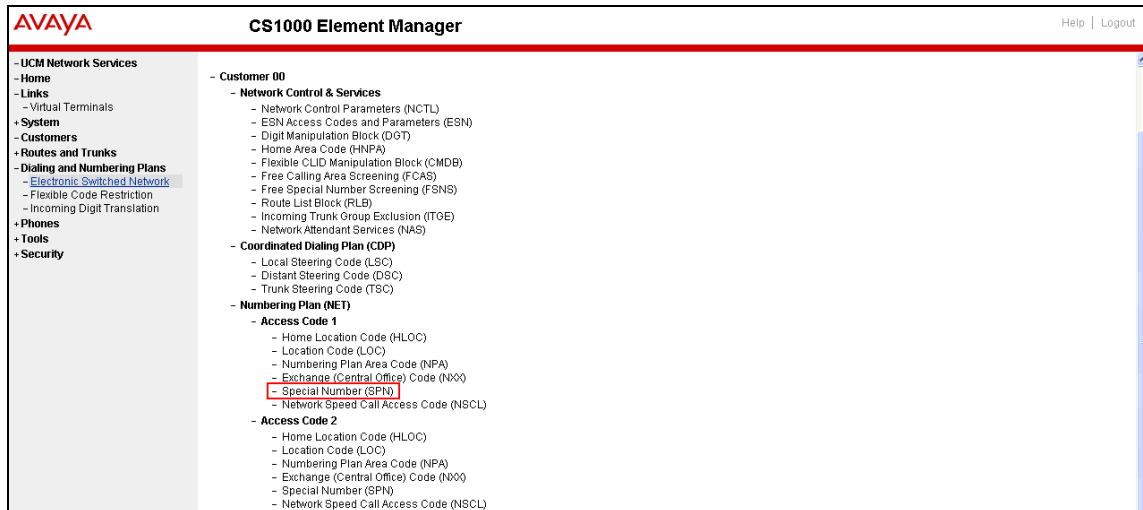 AVAYA
CS1000 Element Manager
Help | Logout
- UCM Network Services
- Home
- Links
- Virtual Terminals
+ System
- Customers
+ Routes and Trunks
- Dialing and Numbering Plans
- Electronic Switched Network
- Flexible Code Restriction
- Incoming Digit Translation
+ Phones
+ Tools
+ Security
- Customer 00
- Network Control & Services
- Network Control Parameters (NCTL)
- ESN Access Codes and Parameters (ESN)
- Digit Manipulation Block (DGT)
- Home Area Code (HNPA)
- Flexible CLID Manipulation Block (CMDB)
- Free Calling Area Screening (FCAS)
- Free Special Number Screening (FSNS)
- Route List Block (RLB)
- Incoming Trunk Group Exclusion (ITGE)
- Network Attendant Services (NAS)
- Coordinated Dialing Plan (CDP)
- Local Steering Code (LSC)
- Distant Steering Code (DSC)
- Trunk Steering Code (TSC)
- Numbering Plan (NET)
- Access Code 1
- Home Location Code (HLOC)
- Location Code (LOC)
- Numbering Plan Area Code (NPA)
- Exchange (Central Office) Code (NXX)
- Special Number (SPN)
- Network Speed Call Access Code (NSCL)
- Access Code 2
- Home Location Code (HLOC)
- Location Code (LOC)
- Numbering Plan Area Code (NPA)
- Exchange (Central Office) Code (NXX)
- Special Number (SPN)
- Network Speed Call Access Code (NSCL)